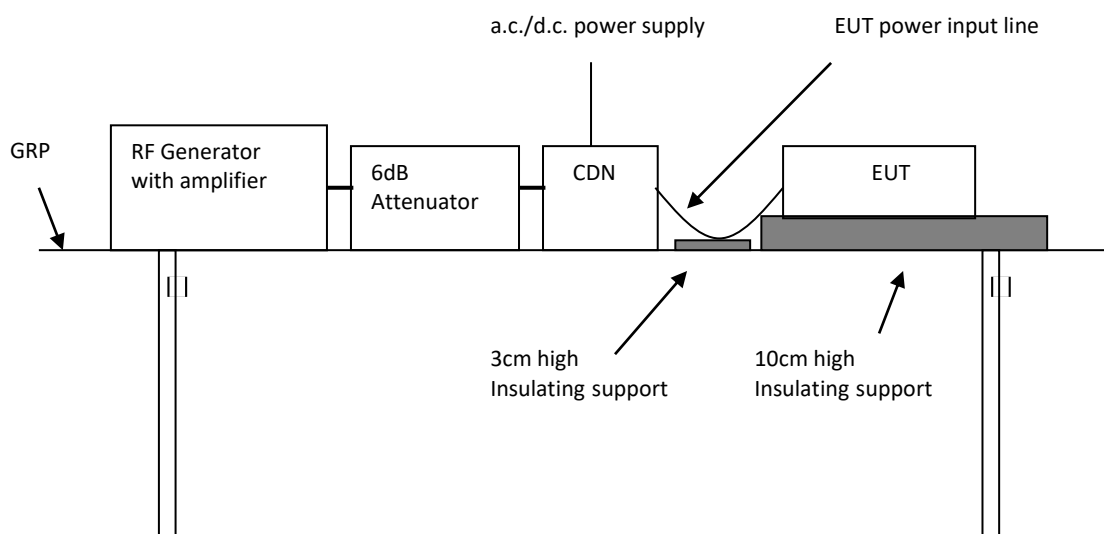 a.c./d.c. power supply
EUT power input line
GRP
RF Generator
with amplifier
6dB
Attenuator
CDN
EUT
3cm high
Insulating support
10cm high
Insulating support